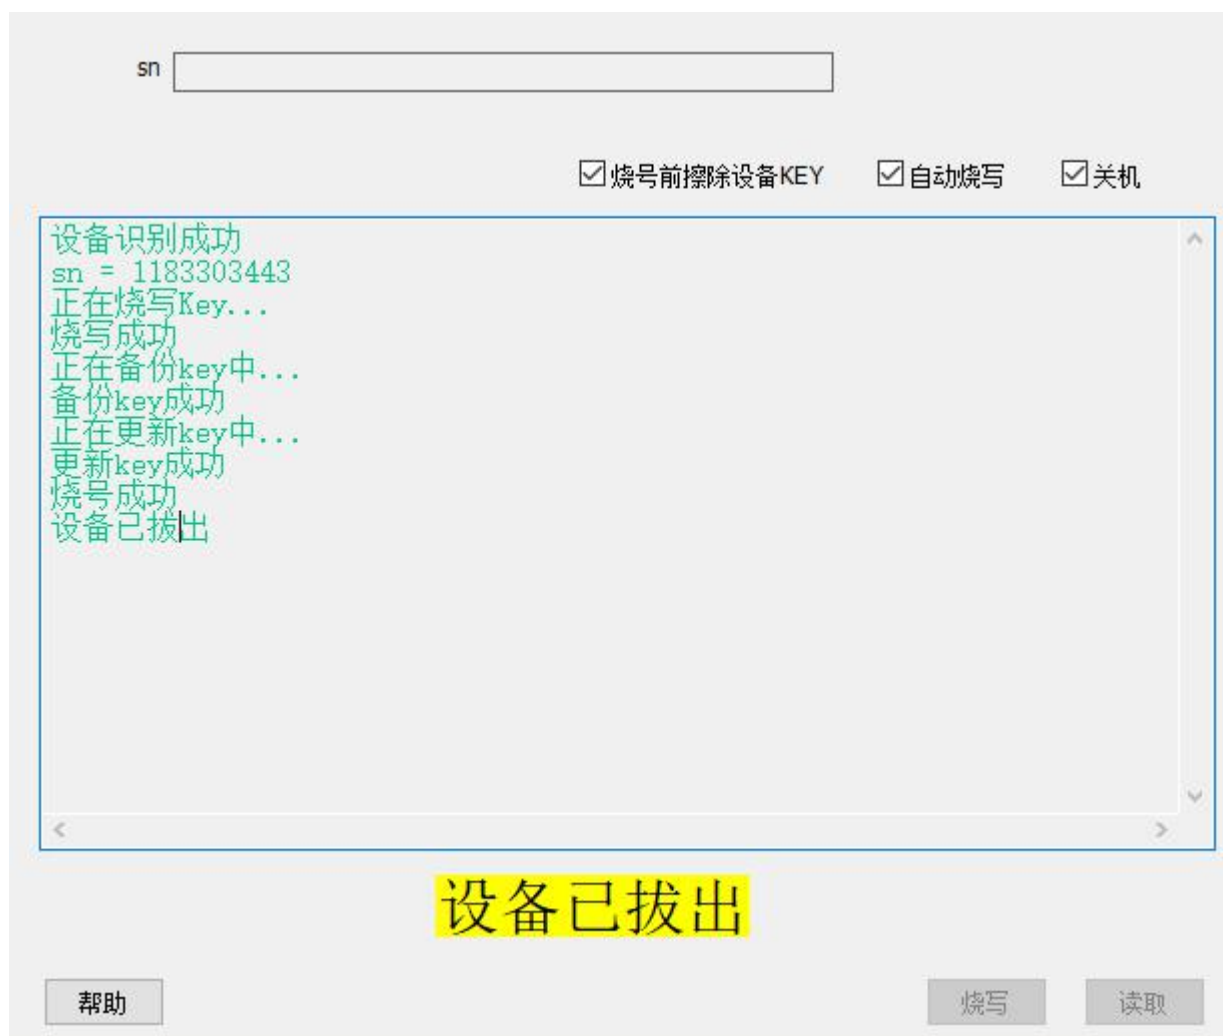 sn
烧号前擦除设备KEY 自动烧写 关机
设备识别成功
sn = 1183303443
正在烧写Key...
烧写成功
正在备份key中...
备份key成功
正在更新key中...
更新key成功
烧号成功
设备已拔出
设备已拔出
帮助 烧写 读取